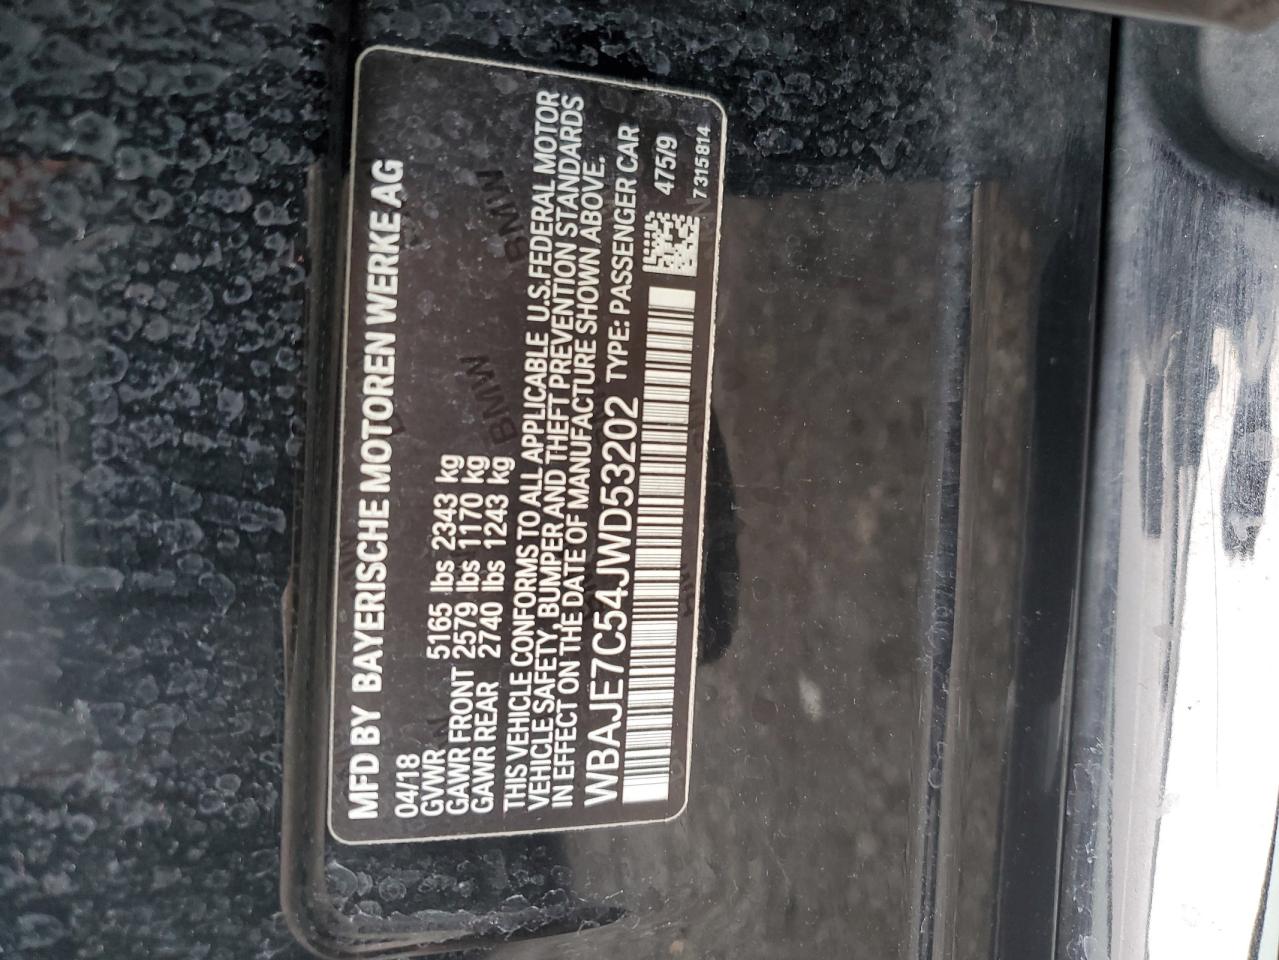 MFD BY BAYERISCHE MOTOREN WERKE AG
04/18
GVWR 5165 lbs 2343 kg
GAWR FRONT 2579 lbs 1170 kg
GAWR REAR 2740 lbs 1243 kg
THIS VEHICLE CONFORMS TO ALL APPLICABLE U.S. FEDERAL MOTOR
VEHICLE SAFETY, BUMPER AND THEFT PREVENTION STANDARDS
IN EFFECT ON THE DATE OF MANUFACTURE SHOWN ABOVE.
WBAJE7C54JWD53202 TYPE: PASSENGER CAR
475/9
7 315 814
BMW
BMW